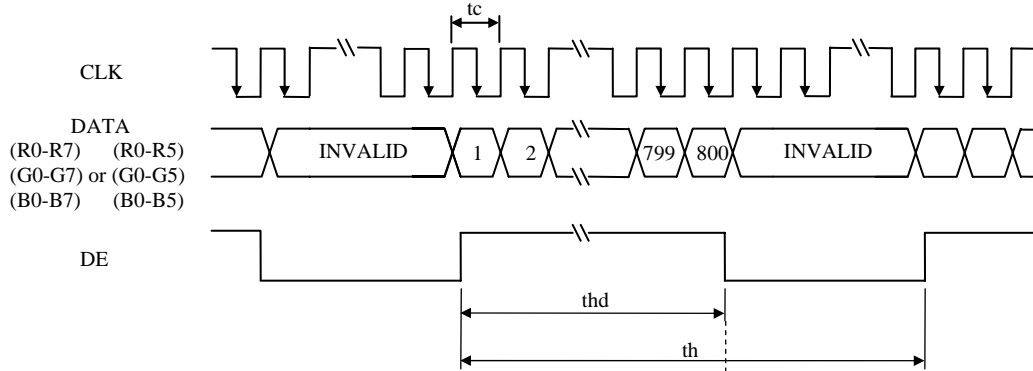 tc
CLK
DATA
(R0-R7) (R0-R5)
(G0-G7) or (G0-G5)
(B0-B7) (B0-B5)
INVALID 1 2 799 800 INVALID
DE
thd
th